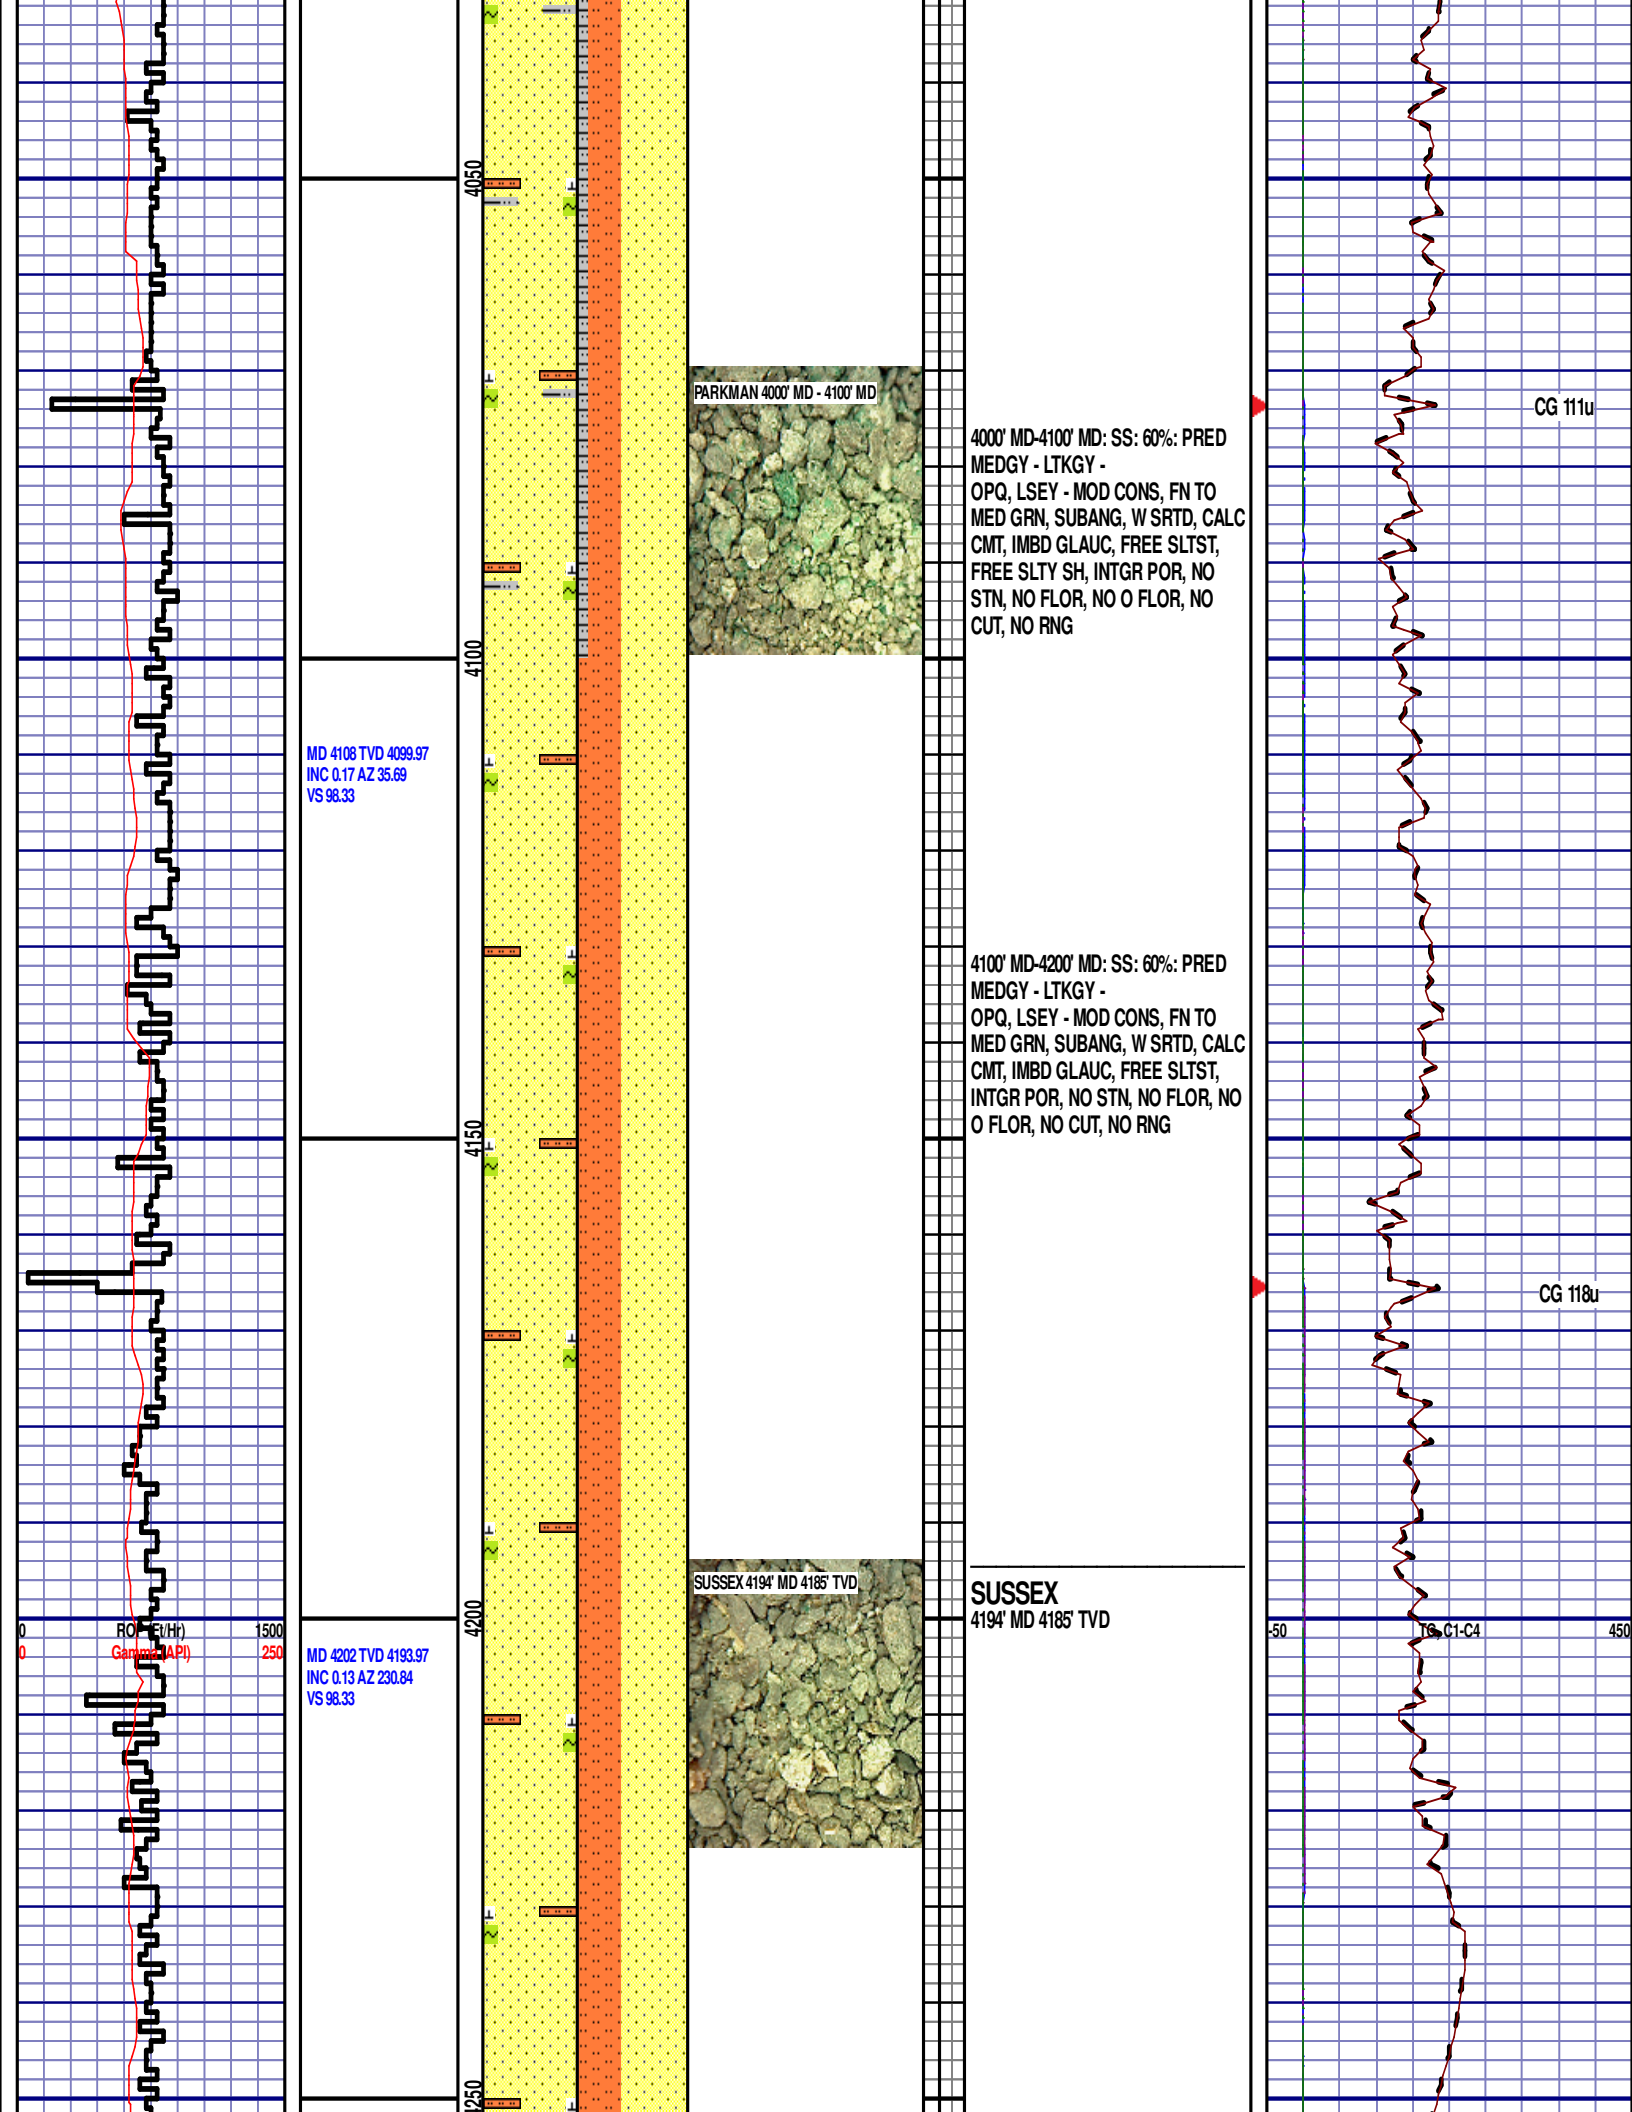 4050
PARKMAN 4000' MD - 4100' MD
CG 111u
4000' MD-4100' MD: SS: 60%: PRED
MEDGY - LTKGY -
OPQ, LSEY - MOD CONS, FN TO
MED GRN, SUBANG, W SRTD, CALC
CMT, IMBD GLAUC, FREE SLTST,
FREE SLTY SH, INTGR POR, NO
STN, NO FLOR, NO O FLOR, NO
CUT, NO RNG
4100
MD 4108 TVD 4099.97
INC 0.17 AZ 35.69
VS 98.33
4100' MD-4200' MD: SS: 60%: PRED
MEDGY - LTKGY -
OPQ, LSEY - MOD CONS, FN TO
MED GRN, SUBANG, W SRTD, CALC
CMT, IMBD GLAUC, FREE SLTST,
INTGR POR, NO STN, NO FLOR, NO
O FLOR, NO CUT, NO RNG
4150
CG 118u
SUSSEX 4194' MD 4185' TVD
SUSSEX
4194' MD 4185' TVD
4200
0 1500
0 Gamma (API) 250
-50 TG, C1-C4 450
MD 4202 TVD 4193.97
INC 0.13 AZ 230.84
VS 98.33
4250